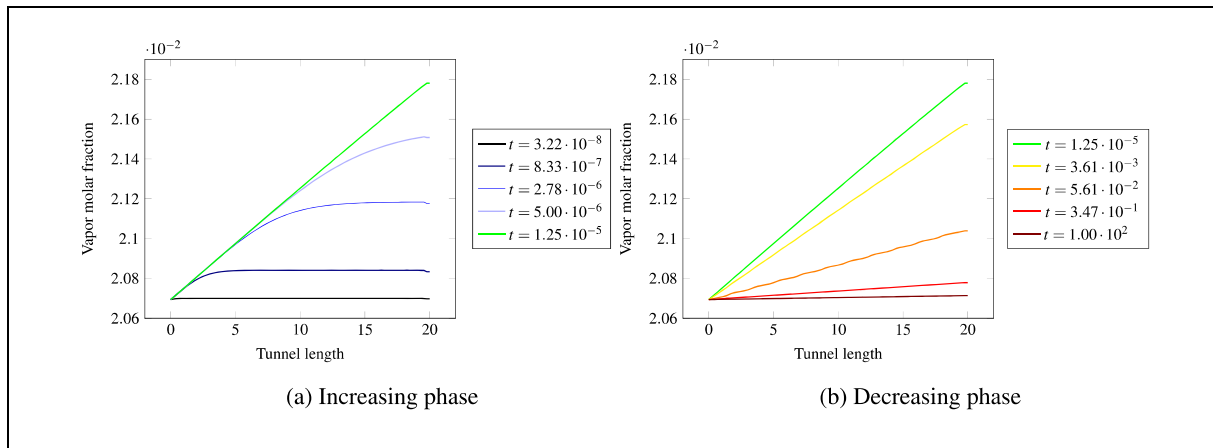 ·10⁻²
2.18
2.16
2.14
2.12
2.1
2.08
2.06
Vapor molar fraction
0 5 10 15 20
Tunnel length
t = 3.22 · 10⁻⁸
t = 8.33 · 10⁻⁷
t = 2.78 · 10⁻⁶
t = 5.00 · 10⁻⁶
t = 1.25 · 10⁻⁵
(a) Increasing phase
·10⁻²
2.18
2.16
2.14
2.12
2.1
2.08
2.06
Vapor molar fraction
0 5 10 15 20
Tunnel length
t = 1.25 · 10⁻⁵
t = 3.61 · 10⁻³
t = 5.61 · 10⁻²
t = 3.47 · 10⁻¹
t = 1.00 · 10²
(b) Decreasing phase